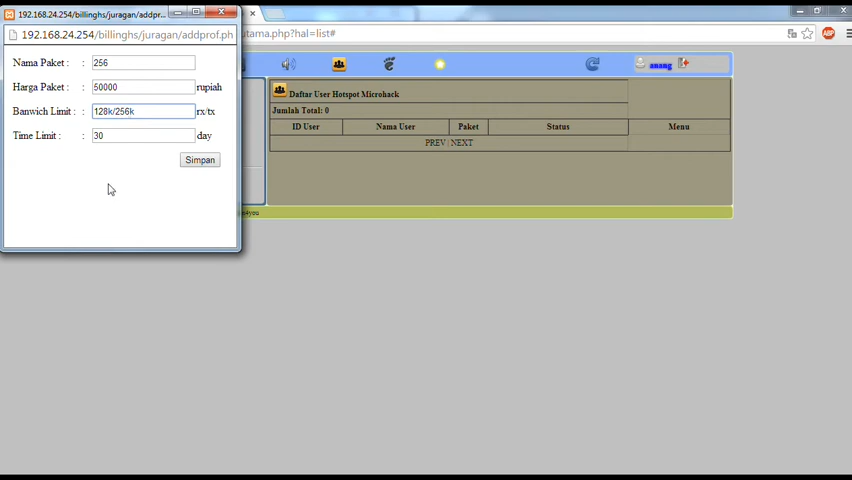 192.168.24.254/billinghs/juragan/addpr...
192.168.24.254/billinghs/juragan/addprof.ph
utama.php?hal=list#
ABP
Nama Paket : : 256
Harga Paket : : 50000 rupiah
Banwich Limit : : 128k/256k rx/tx
Time Limit : : 30 day
Simpan
anang
Daftar User Hotspot Microhack
Jumlah Total: 0
ID User Nama User Paket Status Menu
PREV | NEXT